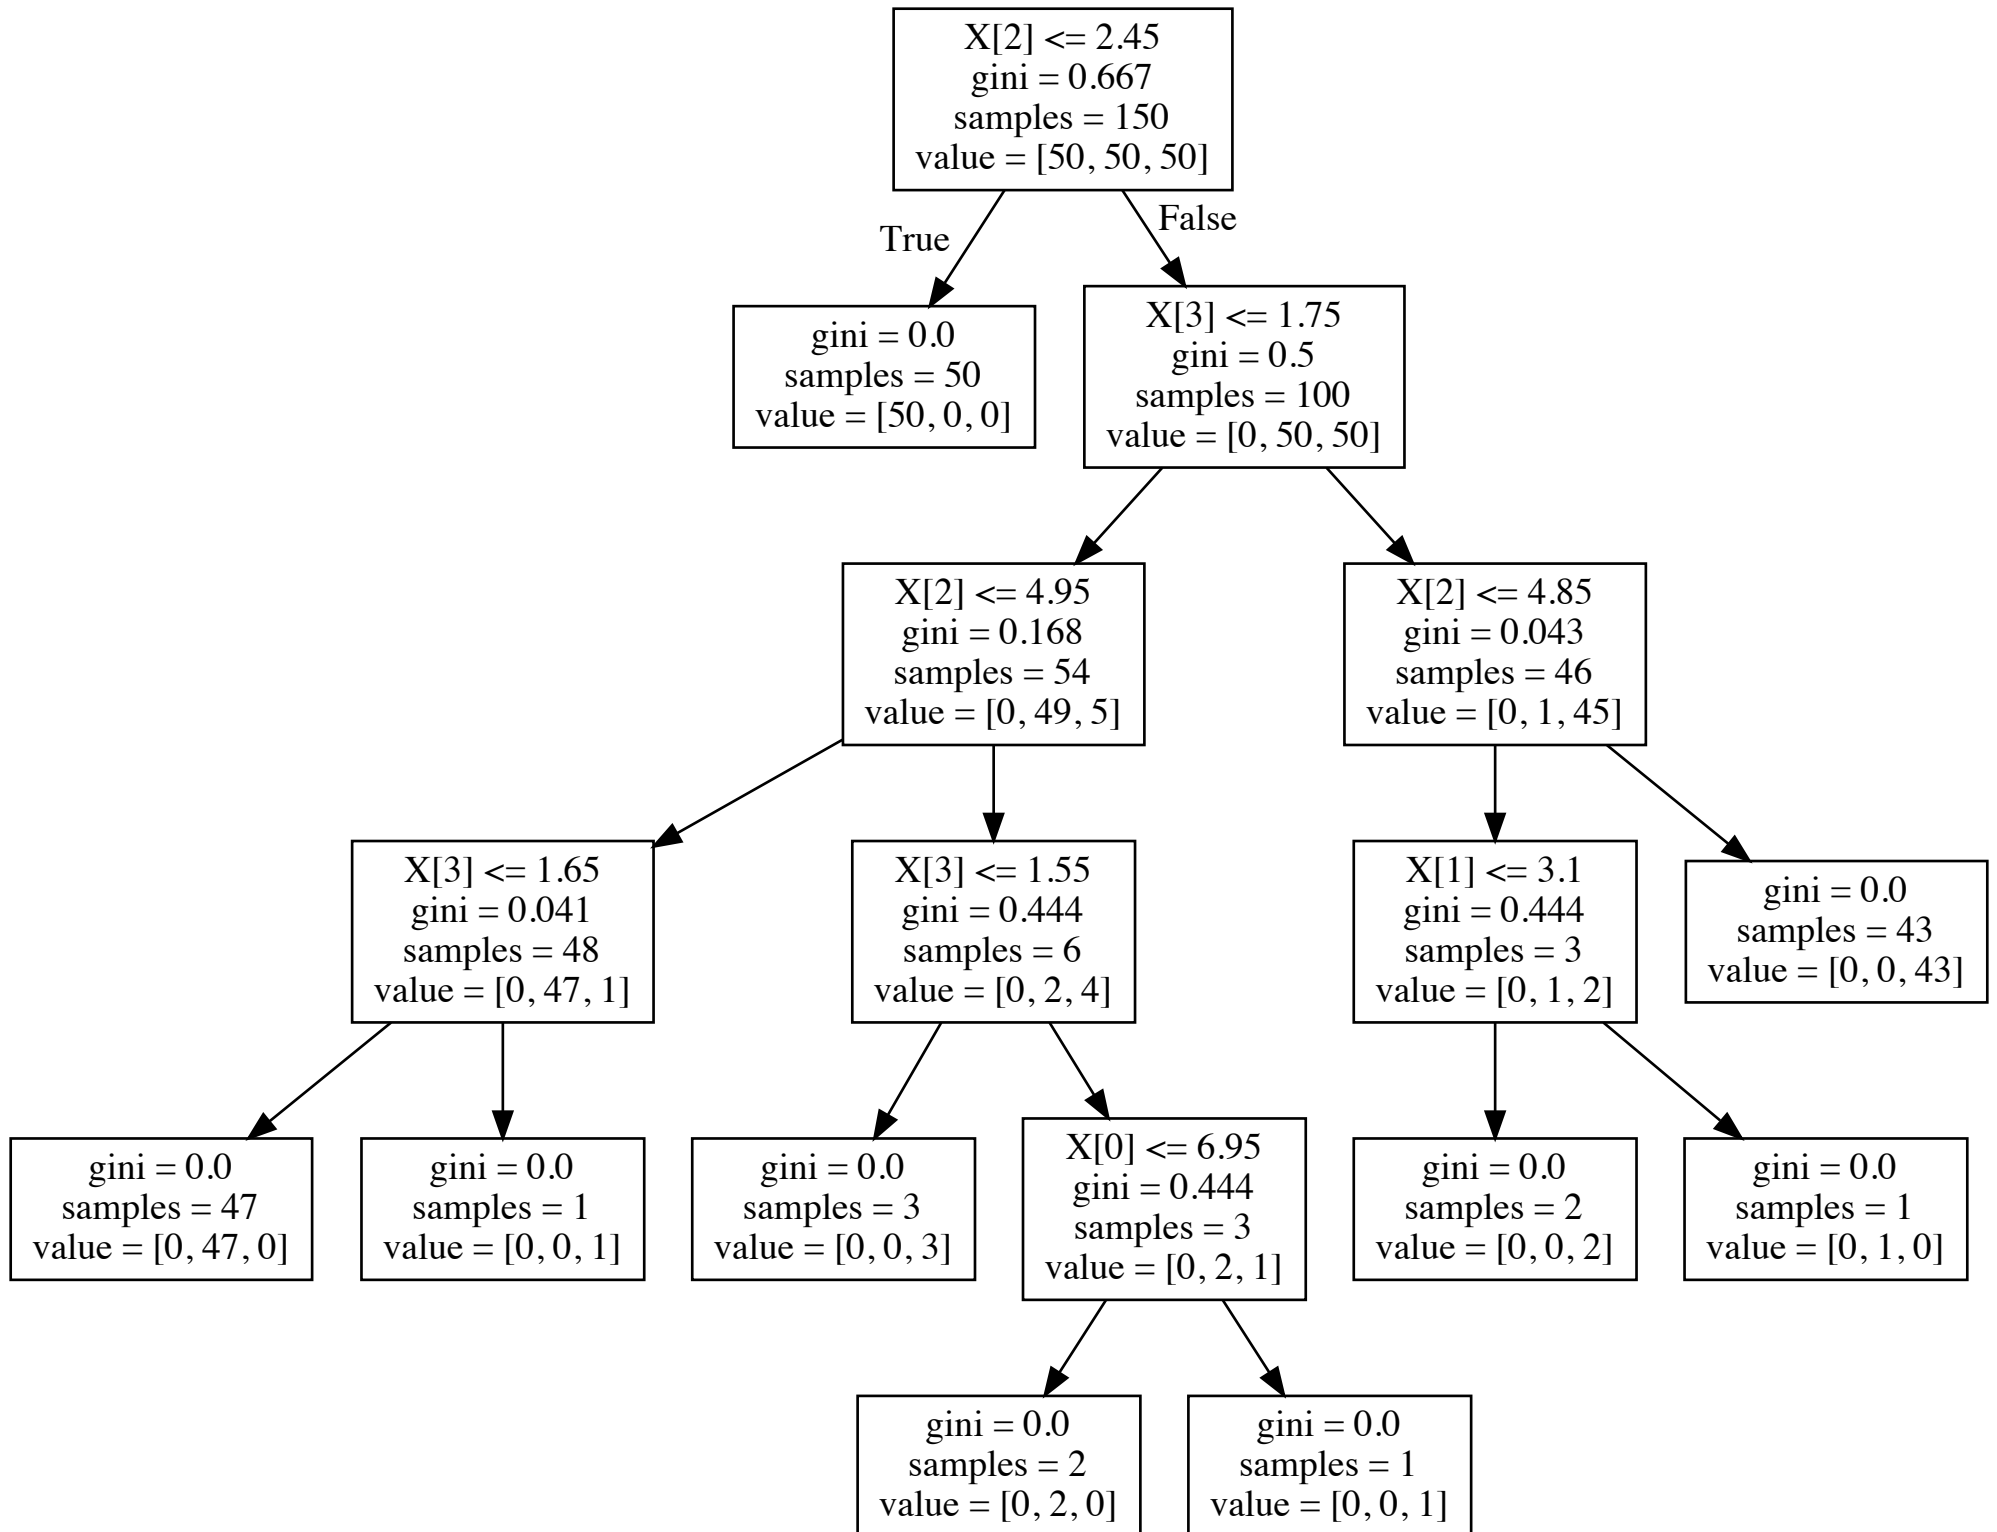 X[2] <= 2.45
gini = 0.667
samples = 150
value = [50, 50, 50]
True
False
gini = 0.0
samples = 50
value = [50, 0, 0]
X[3] <= 1.75
gini = 0.5
samples = 100
value = [0, 50, 50]
X[2] <= 4.95
gini = 0.168
samples = 54
value = [0, 49, 5]
X[2] <= 4.85
gini = 0.043
samples = 46
value = [0, 1, 45]
X[3] <= 1.65
gini = 0.041
samples = 48
value = [0, 47, 1]
X[3] <= 1.55
gini = 0.444
samples = 6
value = [0, 2, 4]
X[1] <= 3.1
gini = 0.444
samples = 3
value = [0, 1, 2]
gini = 0.0
samples = 43
value = [0, 0, 43]
gini = 0.0
samples = 47
value = [0, 47, 0]
gini = 0.0
samples = 1
value = [0, 0, 1]
gini = 0.0
samples = 3
value = [0, 0, 3]
X[0] <= 6.95
gini = 0.444
samples = 3
value = [0, 2, 1]
gini = 0.0
samples = 2
value = [0, 0, 2]
gini = 0.0
samples = 1
value = [0, 1, 0]
gini = 0.0
samples = 2
value = [0, 2, 0]
gini = 0.0
samples = 1
value = [0, 0, 1]